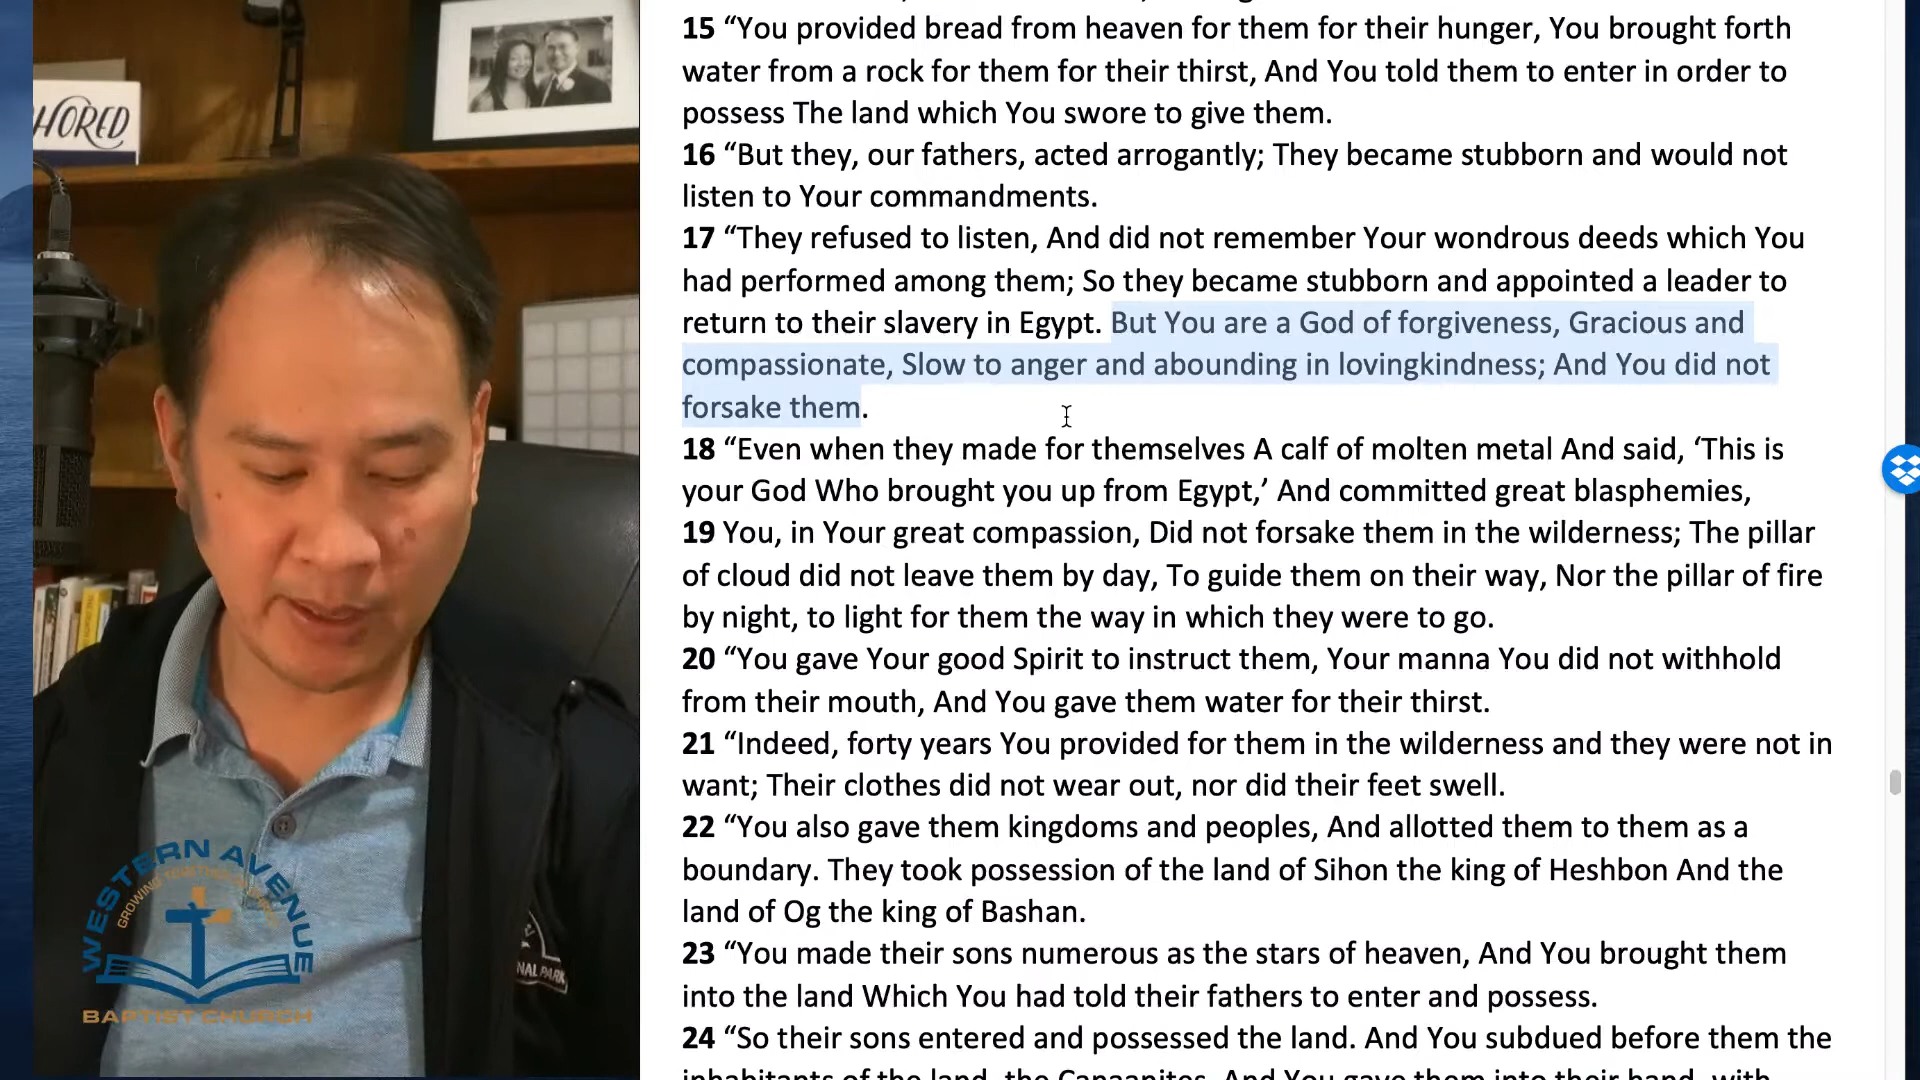 HORED
15 “You provided bread from heaven for them for their hunger, You brought forth
water from a rock for them for their thirst, And You told them to enter in order to
possess The land which You swore to give them.
16 “But they, our fathers, acted arrogantly; They became stubborn and would not
listen to Your commandments.
17 “They refused to listen, And did not remember Your wondrous deeds which You
had performed among them; So they became stubborn and appointed a leader to
return to their slavery in Egypt. But You are a God of forgiveness, Gracious and
compassionate, Slow to anger and abounding in lovingkindness; And You did not
forsake them.
18 “Even when they made for themselves A calf of molten metal And said, ‘This is
your God Who brought you up from Egypt,’ And committed great blasphemies,
19 You, in Your great compassion, Did not forsake them in the wilderness; The pillar
of cloud did not leave them by day, To guide them on their way, Nor the pillar of fire
by night, to light for them the way in which they were to go.
20 “You gave Your good Spirit to instruct them, Your manna You did not withhold
from their mouth, And You gave them water for their thirst.
21 “Indeed, forty years You provided for them in the wilderness and they were not in
want; Their clothes did not wear out, nor did their feet swell.
22 “You also gave them kingdoms and peoples, And allotted them to them as a
boundary. They took possession of the land of Sihon the king of Heshbon And the
land of Og the king of Bashan.
23 “You made their sons numerous as the stars of heaven, And You brought them
into the land Which You had told their fathers to enter and possess.
24 “So their sons entered and possessed the land. And You subdued before them the
inhabitants of the land, the Canaanites, And You gave them into their hand, with
WESTERN AVENUE
GROWING
BAPTIST CHURCH
NAL PARK